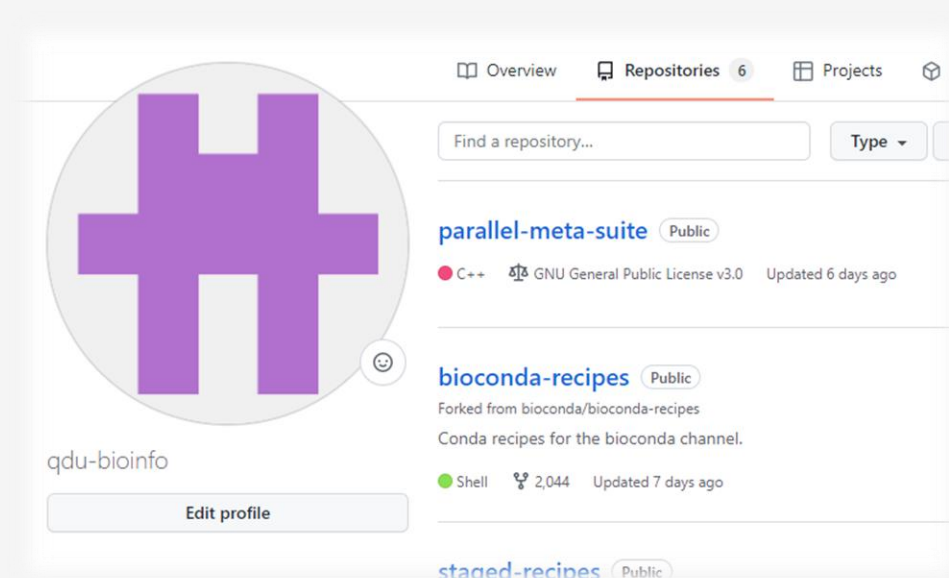 Overview Repositories 6 Projects
Find a repository... Type
parallel-meta-suite Public
C++ GNU General Public License v3.0 Updated 6 days ago
bioconda-recipes Public
Forked from bioconda/bioconda-recipes
Conda recipes for the bioconda channel.
qdu-bioinfo
Shell 2,044 Updated 7 days ago
Edit profile
staged-recipes Public